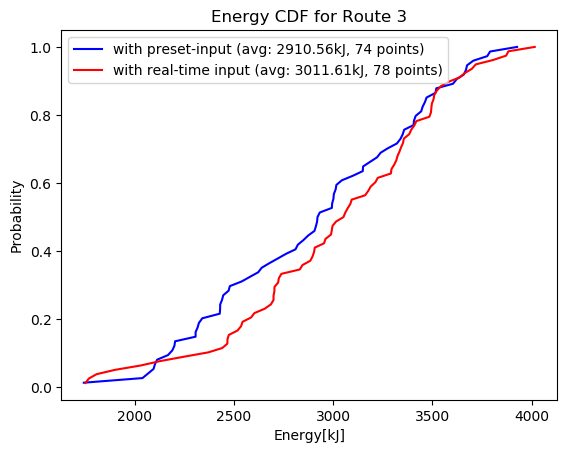 Energy CDF for Route 3
with preset-input (avg: 2910.56kJ, 74 points)
with real-time input (avg: 3011.61kJ, 78 points)
Probability
1.0
0.8
0.6
0.4
0.2
0.0
2000 2500 3000 3500 4000
Energy[kJ]